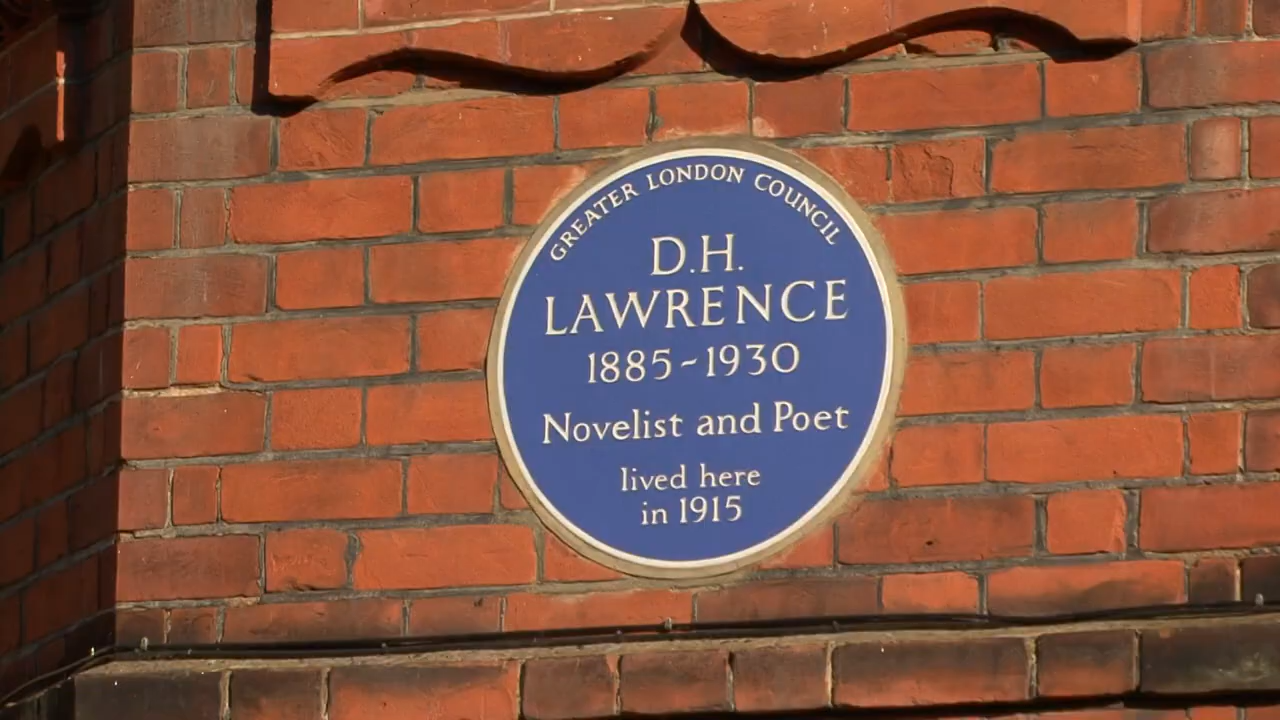 GREATER LONDON COUNCIL
D.H.
LAWRENCE
1885-1930
Novelist and Poet
lived here
in 1915